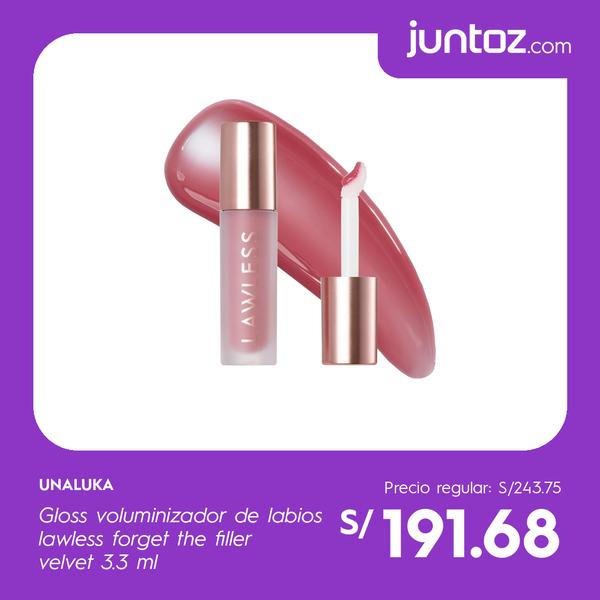 juntoz.com
LAWLESS
UNALUKA
Gloss voluminizador de labios
lawless forget the filler
velvet 3.3 ml
Precio regular: S/243.75
S/191.68